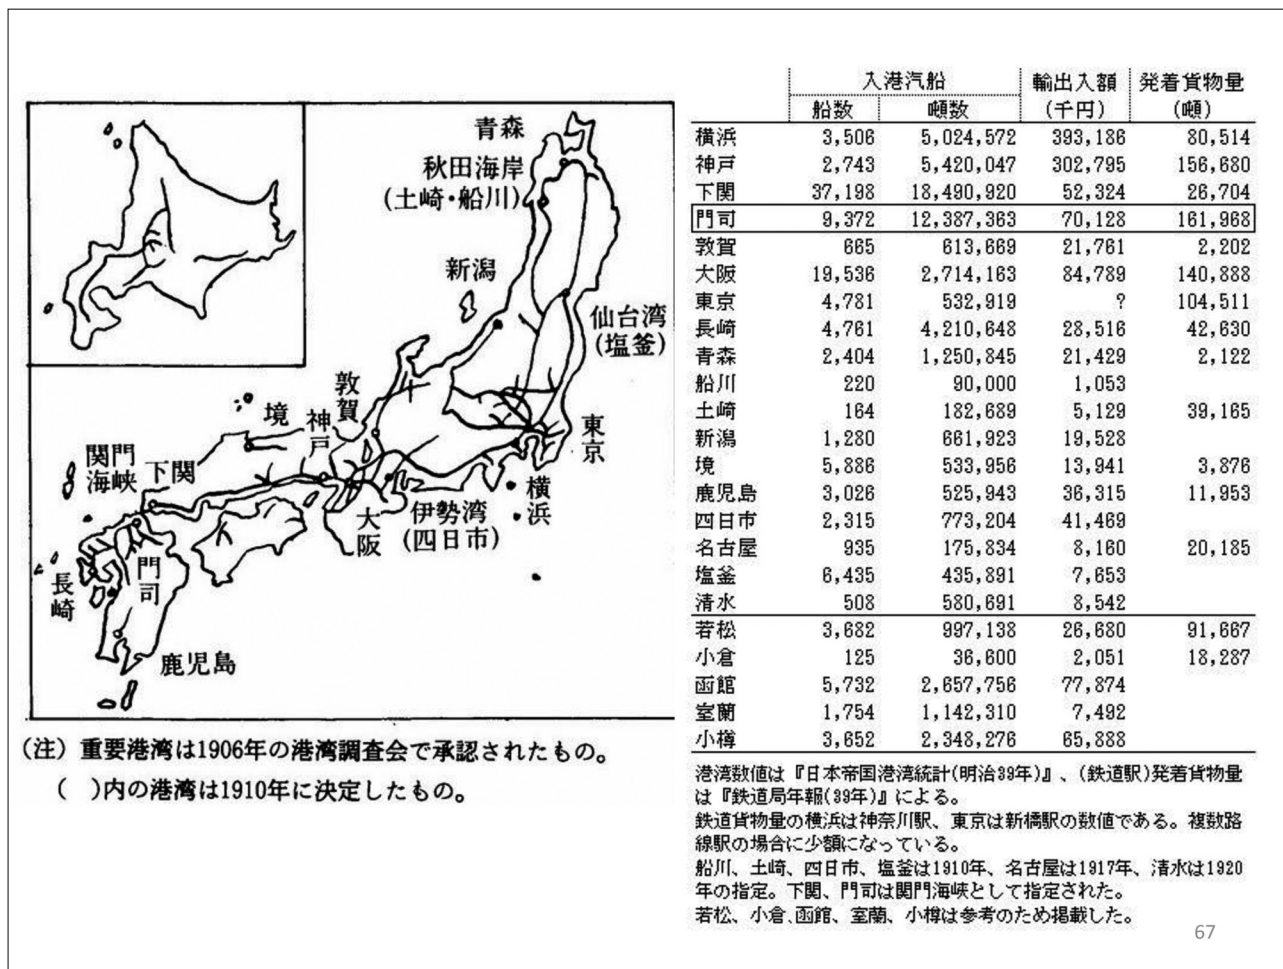 青森
秋田海岸
(土崎・船川)
新潟
仙台湾
(塩釜)
敦賀
境
神戸
東京
関門
海峡
下関
横浜
大阪
伊勢湾
(四日市)
門司
長崎
鹿児島
(注) 重要港湾は1906年の港湾調査会で承認されたもの。
( )内の港湾は1910年に決定したもの。
入港汽船 輸出入額 発着貨物量
船数 噸数 (千円) (噸)
横浜 3,506 5,024,572 393,186 80,514
神戸 2,743 5,420,047 302,795 156,680
下関 37,198 18,490,920 52,324 26,704
門司 9,372 12,387,363 70,128 161,968
敦賀 665 613,669 21,761 2,202
大阪 19,536 2,714,163 84,789 140,888
東京 4,781 532,919 ? 104,511
長崎 4,761 4,210,648 28,516 42,630
青森 2,404 1,250,845 21,429 2,122
船川 220 90,000 1,053
土崎 164 182,689 5,129 39,165
新潟 1,280 661,923 19,528
境 5,886 533,956 13,941 3,876
鹿児島 3,026 525,943 36,315 11,953
四日市 2,315 773,204 41,469
名古屋 935 175,834 8,160 20,185
塩釜 6,435 435,891 7,653
清水 508 580,691 8,542
若松 3,682 997,138 26,680 91,667
小倉 125 36,600 2,051 18,287
函館 5,732 2,657,756 77,874
室蘭 1,754 1,142,310 7,492
小樽 3,652 2,348,276 65,888
港湾数値は『日本帝国港湾統計(明治39年)』、(鉄道駅)発着貨物量
は『鉄道局年報(39年)』による。
鉄道貨物量の横浜は神奈川駅、東京は新橋駅の数値である。複数路
線駅の場合に少額になっている。
船川、土崎、四日市、塩釜は1910年、名古屋は1917年、清水は1920
年の指定。下関、門司は関門海峡として指定された。
若松、小倉、函館、室蘭、小樽は参考のため掲載した。
67